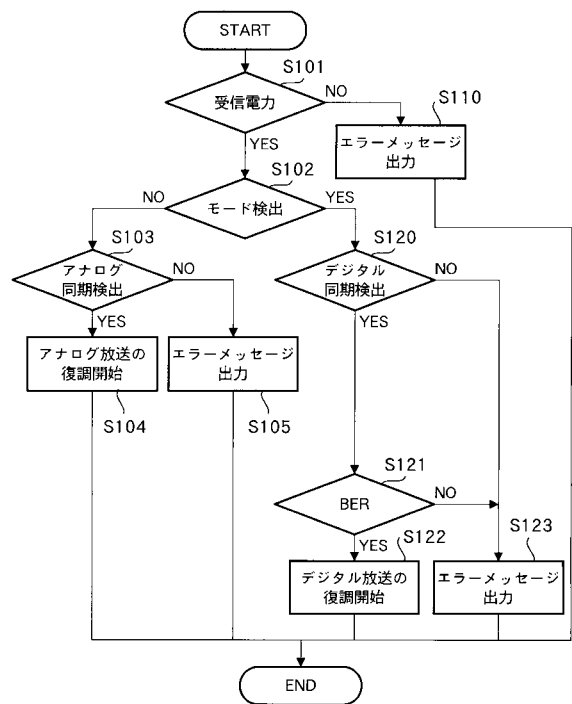 START
S101
受信電力
NO
S110
エラーメッセージ
出力
YES
S102
モード検出
NO
YES
S103
アナログ
同期検出
NO
S120
デジタル
同期検出
NO
YES
YES
アナログ放送の
復調開始
エラーメッセージ
出力
S104
S105
S121
BER
NO
YES
S122
S123
デジタル放送の
復調開始
エラーメッセージ
出力
END